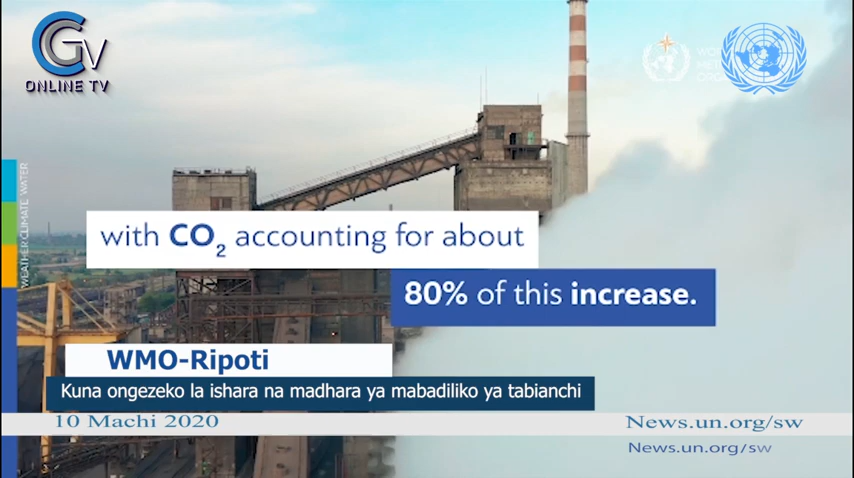 CGTV
ONLINE TV
WEATHER CLIMATE WATER
with CO₂ accounting for about
80% of this increase.
WMO-Ripoti
Kuna ongezeko la ishara na madhara ya mabadiliko ya tabianchi
10 Machi 2020
News.un.org/sw
News.un.org/sw